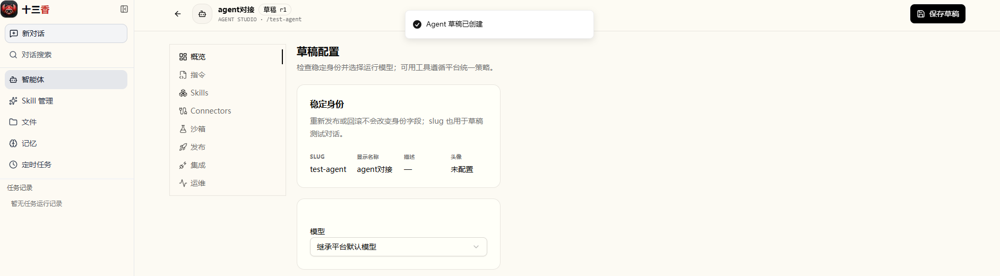 十三香
新对话
对话搜索
智能体
Skill 管理
文件
记忆
定时任务
任务记录
暂无任务运行记录
agent对接 草稿 r1
AGENT STUDIO · /test-agent
Agent 草稿已创建
保存草稿
概览
指令
Skills
Connectors
沙箱
发布
集成
运维
草稿配置
检查稳定身份并选择运行模型；可用工具遵循平台统一策略。
稳定身份
重新发布或回滚不会改变身份字段；slug 也用于草稿
测试对话。
SLUG 显示名称 描述 头像
test-agent agent对接 — 未配置
模型
继承平台默认模型